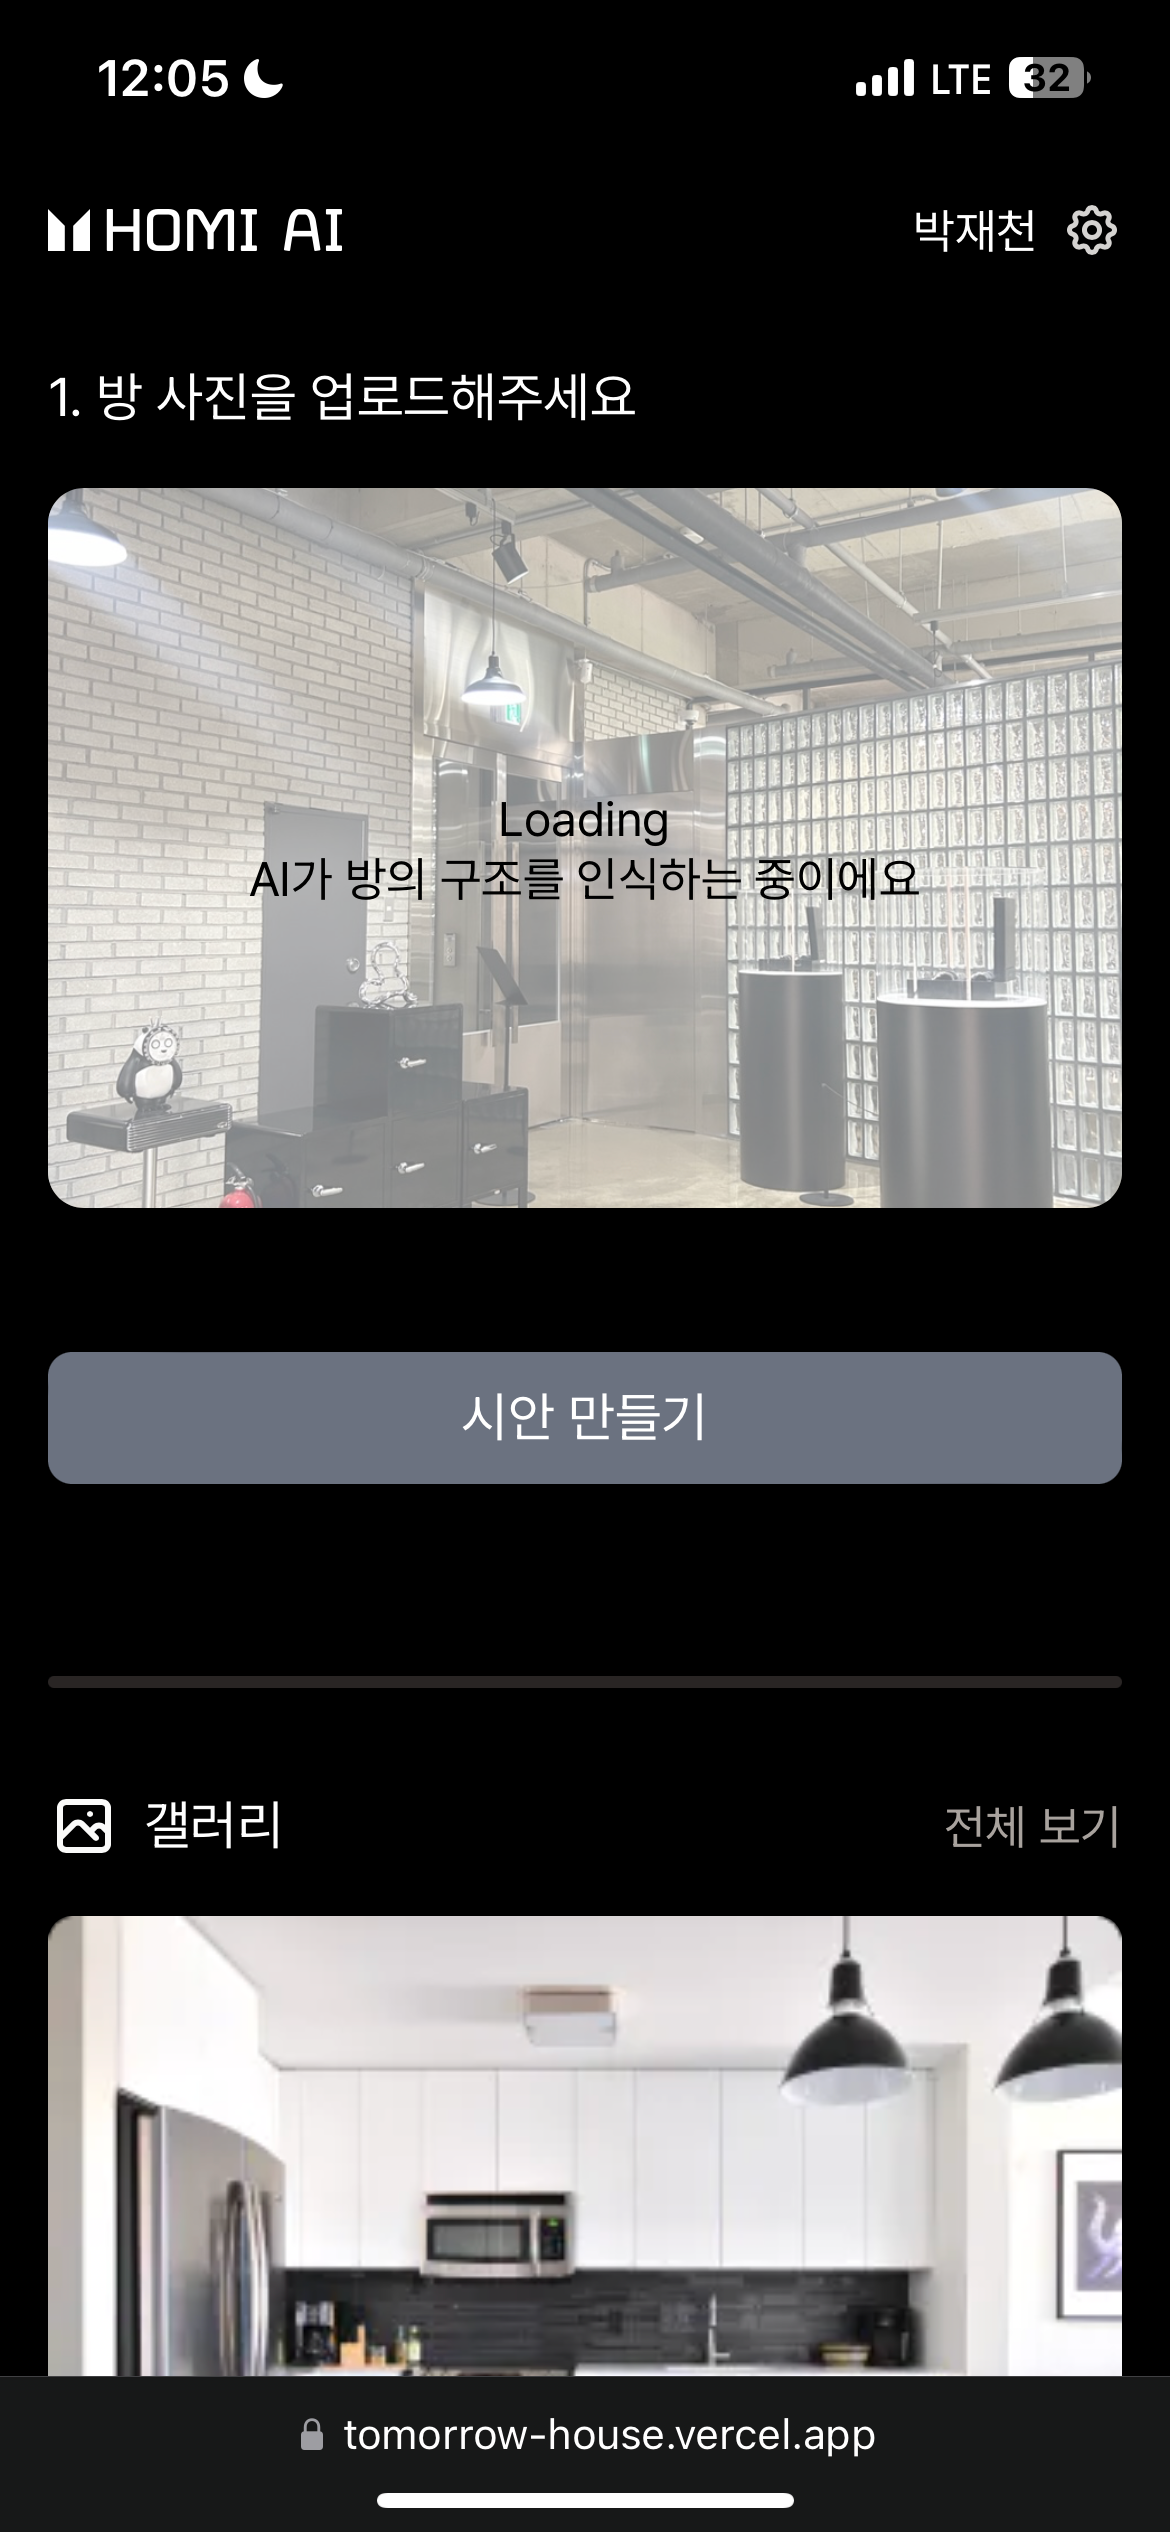 12:05
LTE 32
HOMI AI
박재천
1. 방 사진을 업로드해주세요
Loading
AI가 방의 구조를 인식하는 중이에요
시안 만들기
갤러리
전체 보기
tomorrow-house.vercel.app